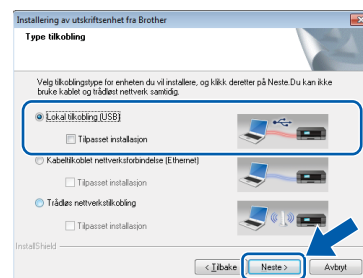 Installering av utskriftsenhet fra Brother
Type tilkobling
Velg tilkoblingstype for enheten du vil installere, og klikk deretter på Neste.Du kan ikke
bruke kablet og trådløst nettverk samtidig.
Lokal tilkobling (USB)
Tilpasset installasjon
Kabeltilkoblet nettverksforbindelse (Ethernet)
Tilpasset installasjon
Trådløs nettverkstilkobling
Tilpasset installasjon
InstallShield
< Tilbake
Neste >
Avbryt